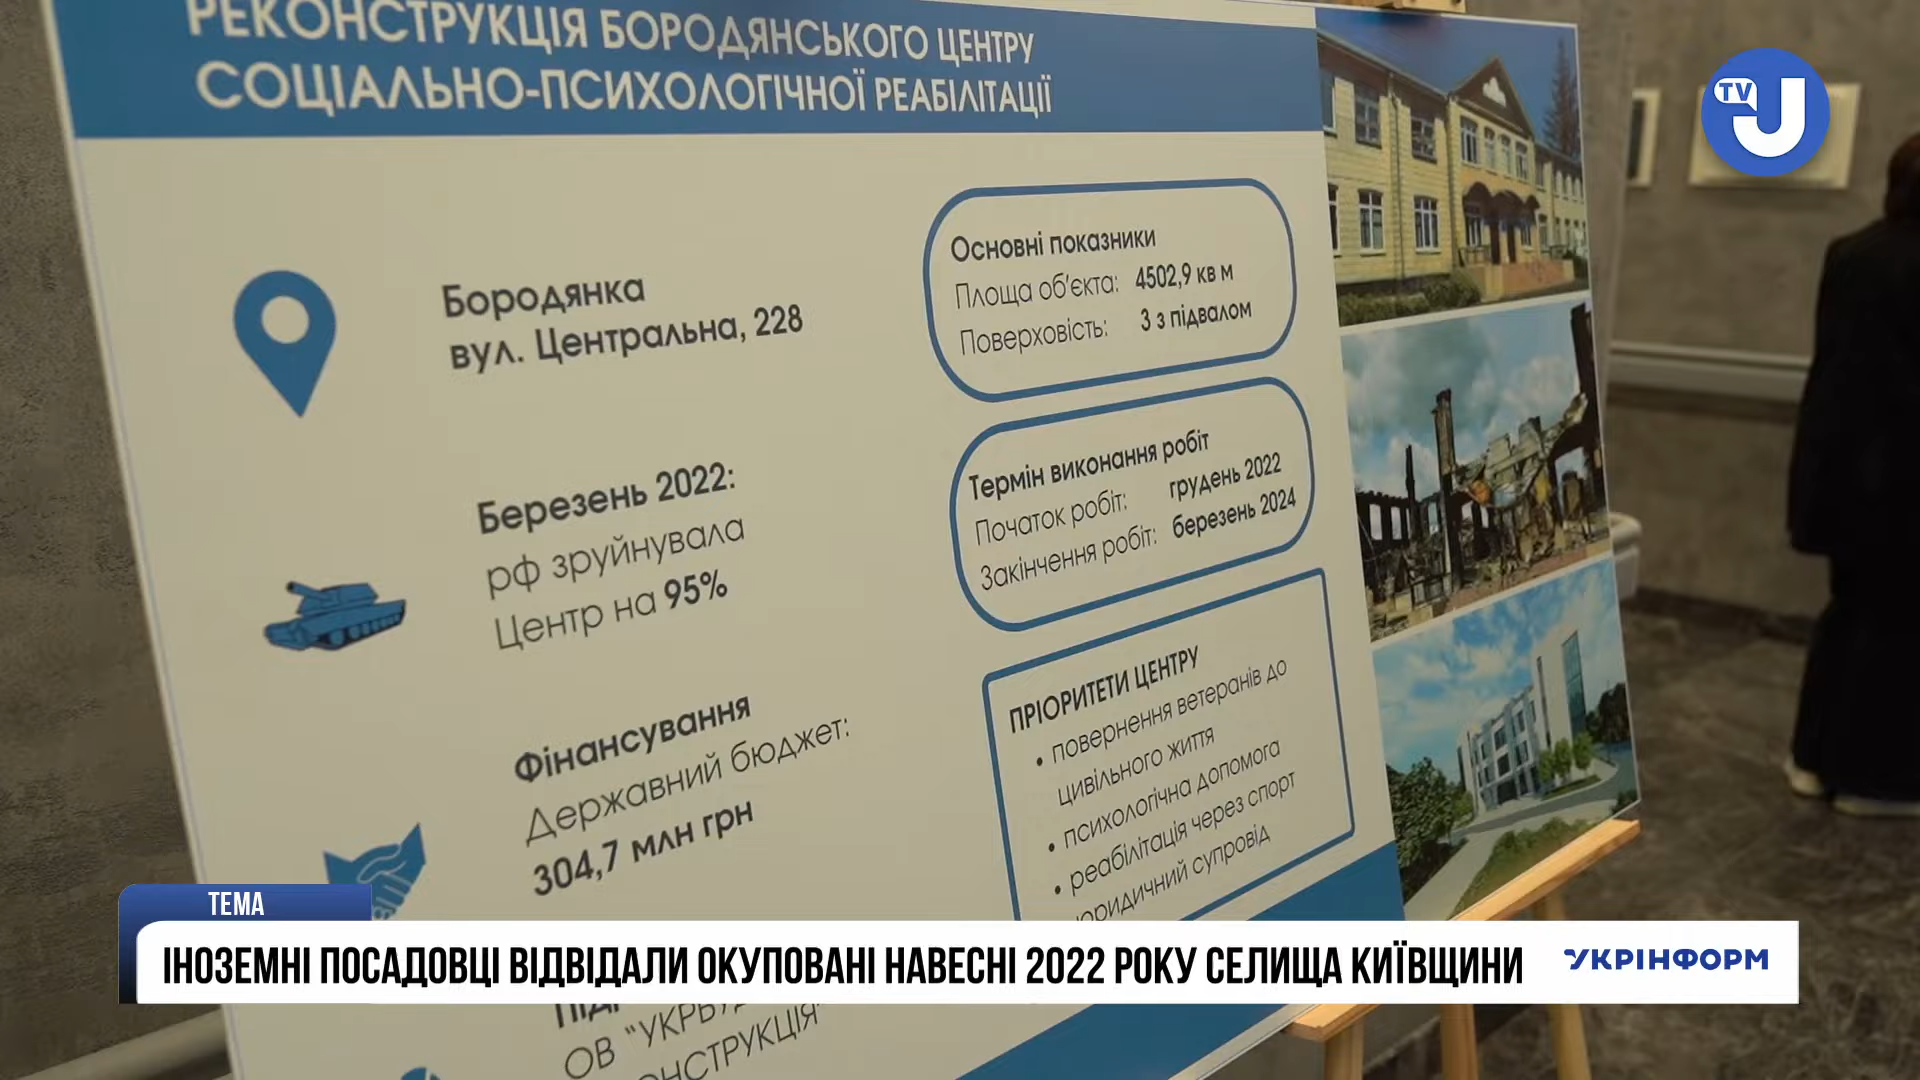 РЕКОНСТРУКЦІЯ БОРОДЯНСЬКОГО ЦЕНТРУ
СОЦІАЛЬНО-ПСИХОЛОГІЧНОЇ РЕАБІЛІТАЦІЇ
Бородянка
вул. Центральна, 228
Березень 2022:
рф зруйнувала
Центр на 95%
Фінансування
Державний бюджет:
304,7 млн грн
Основні показники
Площа об'єкта: 4502,9 кв м
Поверховість: 3 з підвалом
Термін виконання робіт
Початок робіт: грудень 2022
Закінчення робіт: березень 2024
ПРІОРИТЕТИ ЦЕНТРУ
• повернення ветеранів до
цивільного життя
• психологічна допомога
• реабілітація через спорт
юридичний супровід
TV U
ТЕМА
ІНОЗЕМНІ ПОСАДОВЦІ ВІДВІДАЛИ ОКУПОВАНІ НАВЕСНІ 2022 РОКУ СЕЛИЩА КИЇВЩИНИ
УКРІНФОРМ